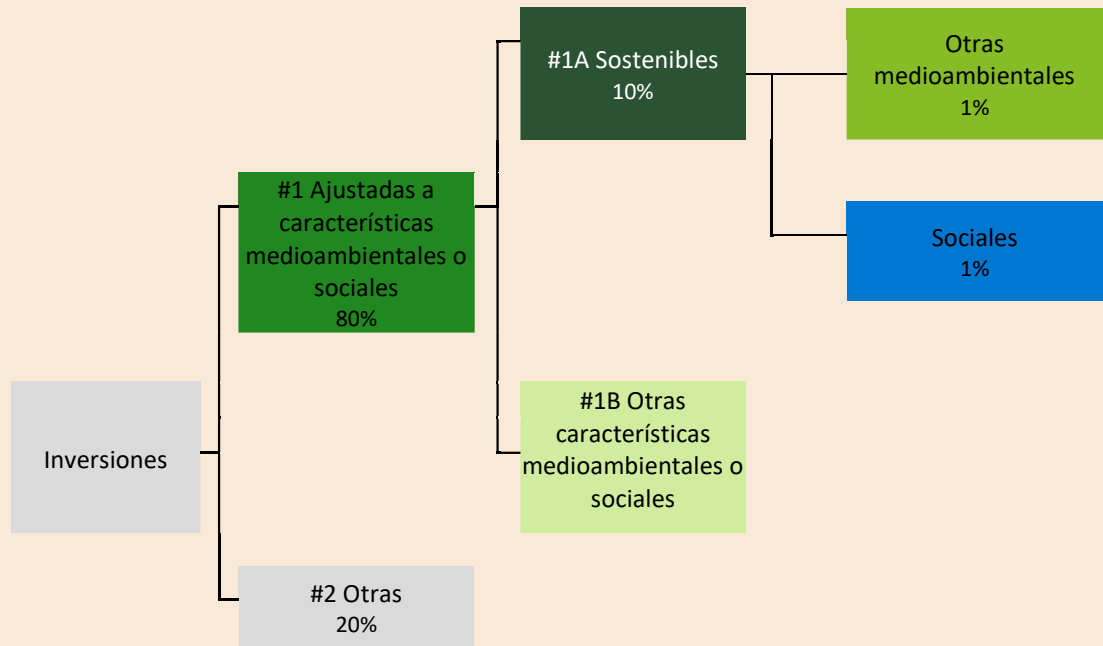 #1A Sostenibles
10%
Otras
medioambientales
1%
#1 Ajustadas a
características
medioambientales o
sociales
80%
Sociales
1%
Inversiones
#1B Otras
características
medioambientales o
sociales
#2 Otras
20%